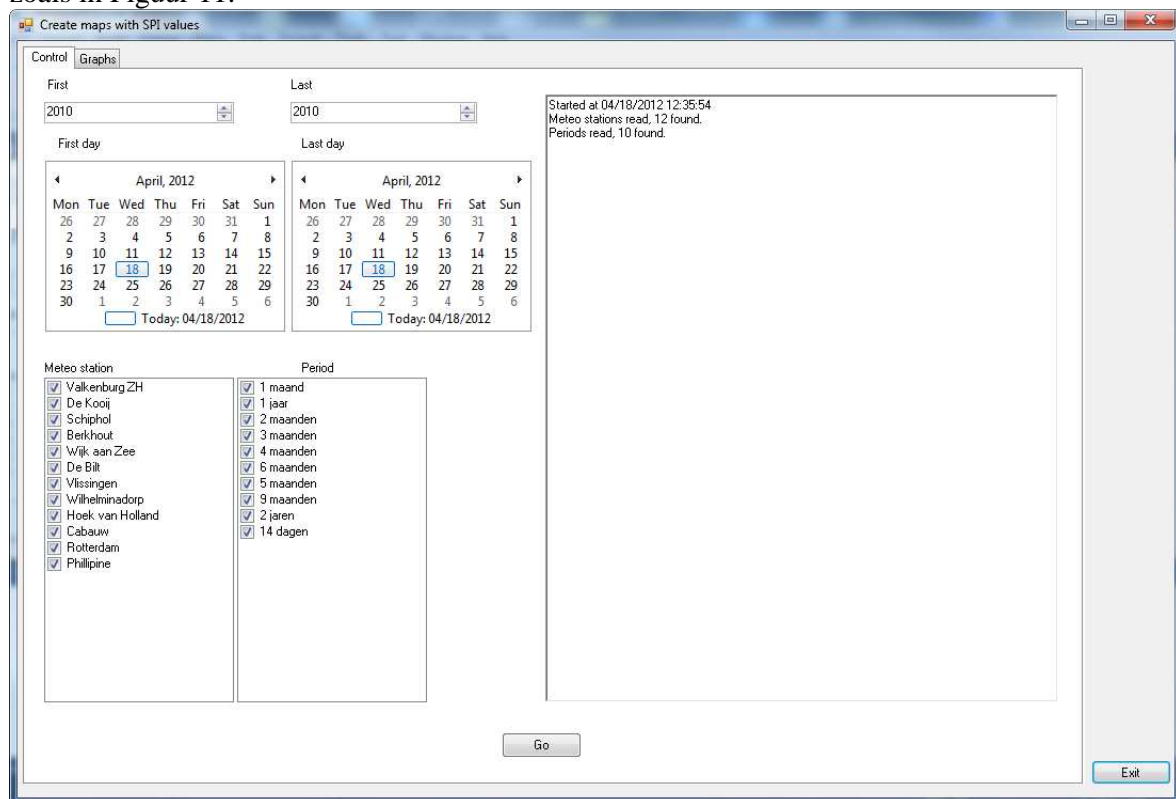 zoals in Figuur 11.
Create maps with SPI values
Control Graphs
First Last
2010 2010
First day Last day
April, 2012 April, 2012
Mon Tue Wed Thu Fri Sat Sun Mon Tue Wed Thu Fri Sat Sun
26 27 28 29 30 31 1 26 27 28 29 30 31 1
2 3 4 5 6 7 8 2 3 4 5 6 7 8
9 10 11 12 13 14 15 9 10 11 12 13 14 15
16 17 18 19 20 21 22 16 17 18 19 20 21 22
23 24 25 26 27 28 29 23 24 25 26 27 28 29
30 1 2 3 4 5 6 30 1 2 3 4 5 6
Today: 04/18/2012 Today: 04/18/2012
Started at 04/18/2012 12:35:54
Meteo stations read, 12 found.
Periods read, 10 found.
Meteo station Period
Valkenburg ZH 1 maand
De Kooij 1 jaar
Schiphol 2 maanden
Berkhout 3 maanden
Wijk aan Zee 4 maanden
De Bilt 6 maanden
Vlissingen 5 maanden
Wilhelminadorp 9 maanden
Hoek van Holland 2 jaren
Cabauw 14 dagen
Rotterdam
Phillipine
Go
Exit